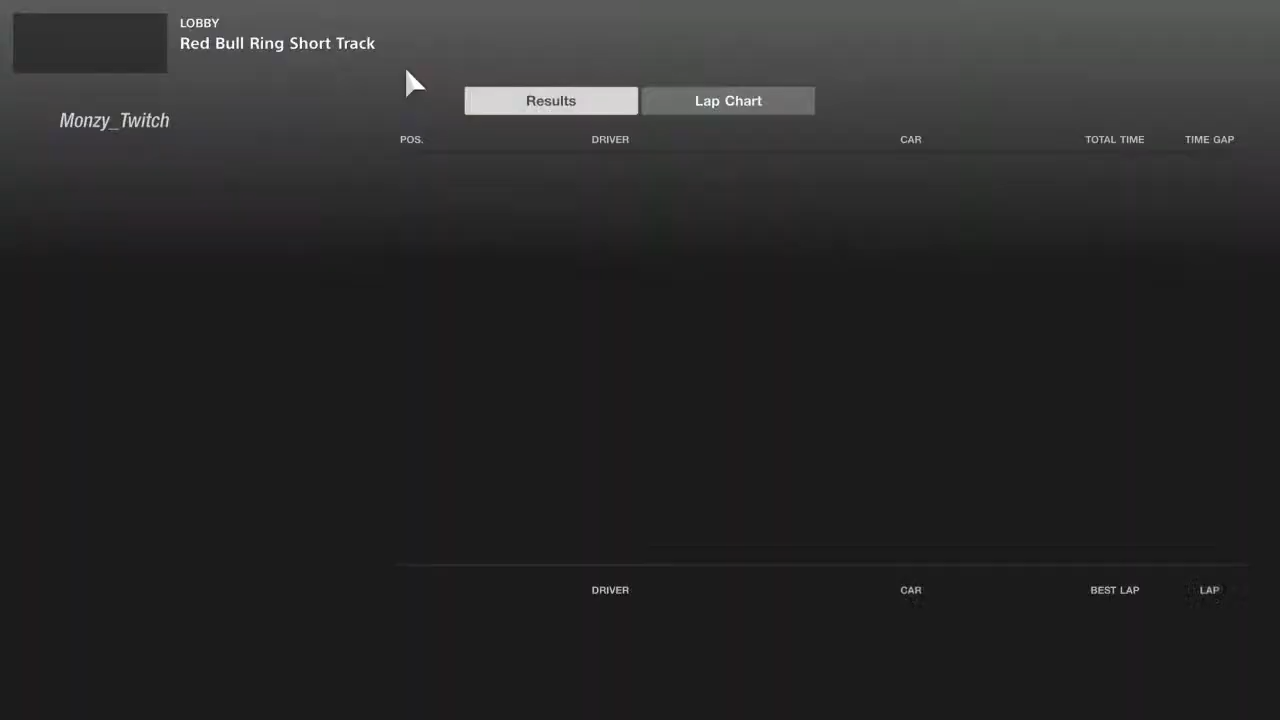 LOBBY
Red Bull Ring Short Track
Results Lap Chart
Monzy_Twitch
POS. DRIVER CAR TOTAL TIME TIME GAP
DRIVER CAR BEST LAP LAP